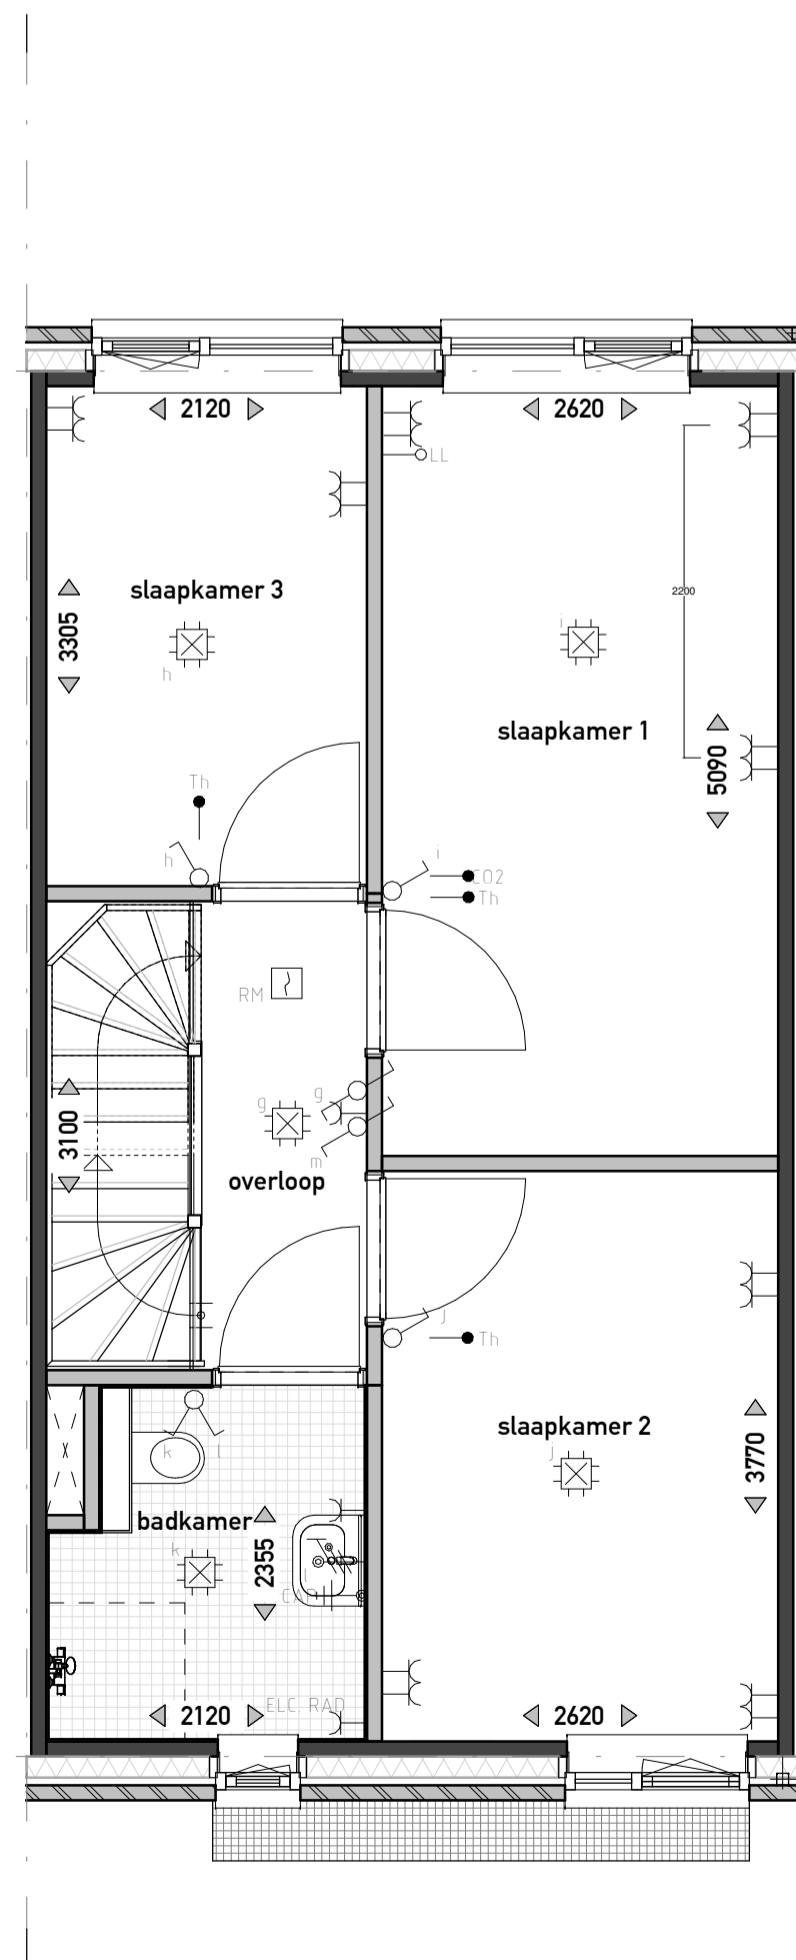 2120
2620
LL
3305
slaapkamer 3
h
i
2200
slaapkamer 1
5090
Th
h
i
CO2
Th
RM
g
g
3100
m
overloop
j
Th
slaapkamer 2
j
3770
k
l
badkamer
k
2355
l
CAP
ELC. RAD
2120
2620